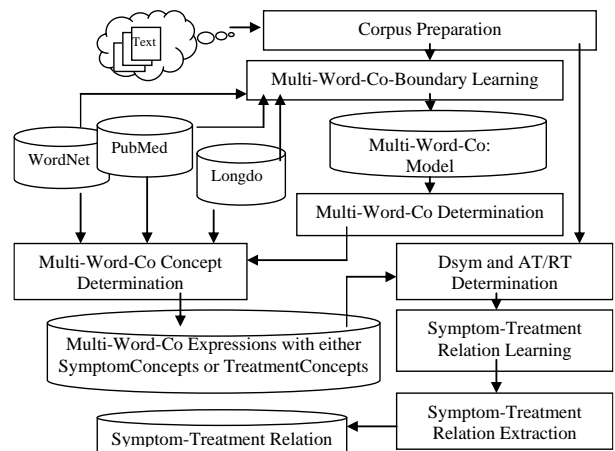 Text
Corpus Preparation
Multi-Word-Co-Boundary Learning
WordNet
PubMed
Longdo
Multi-Word-Co:
Model
Multi-Word-Co Determination
Multi-Word-Co Concept
Determination
Dsym and AT/RT
Determination
Multi-Word-Co Expressions with either
SymptomConcepts or TreatmentConcepts
Symptom-Treatment
Relation Learning
Symptom-Treatment
Relation Extraction
Symptom-Treatment Relation